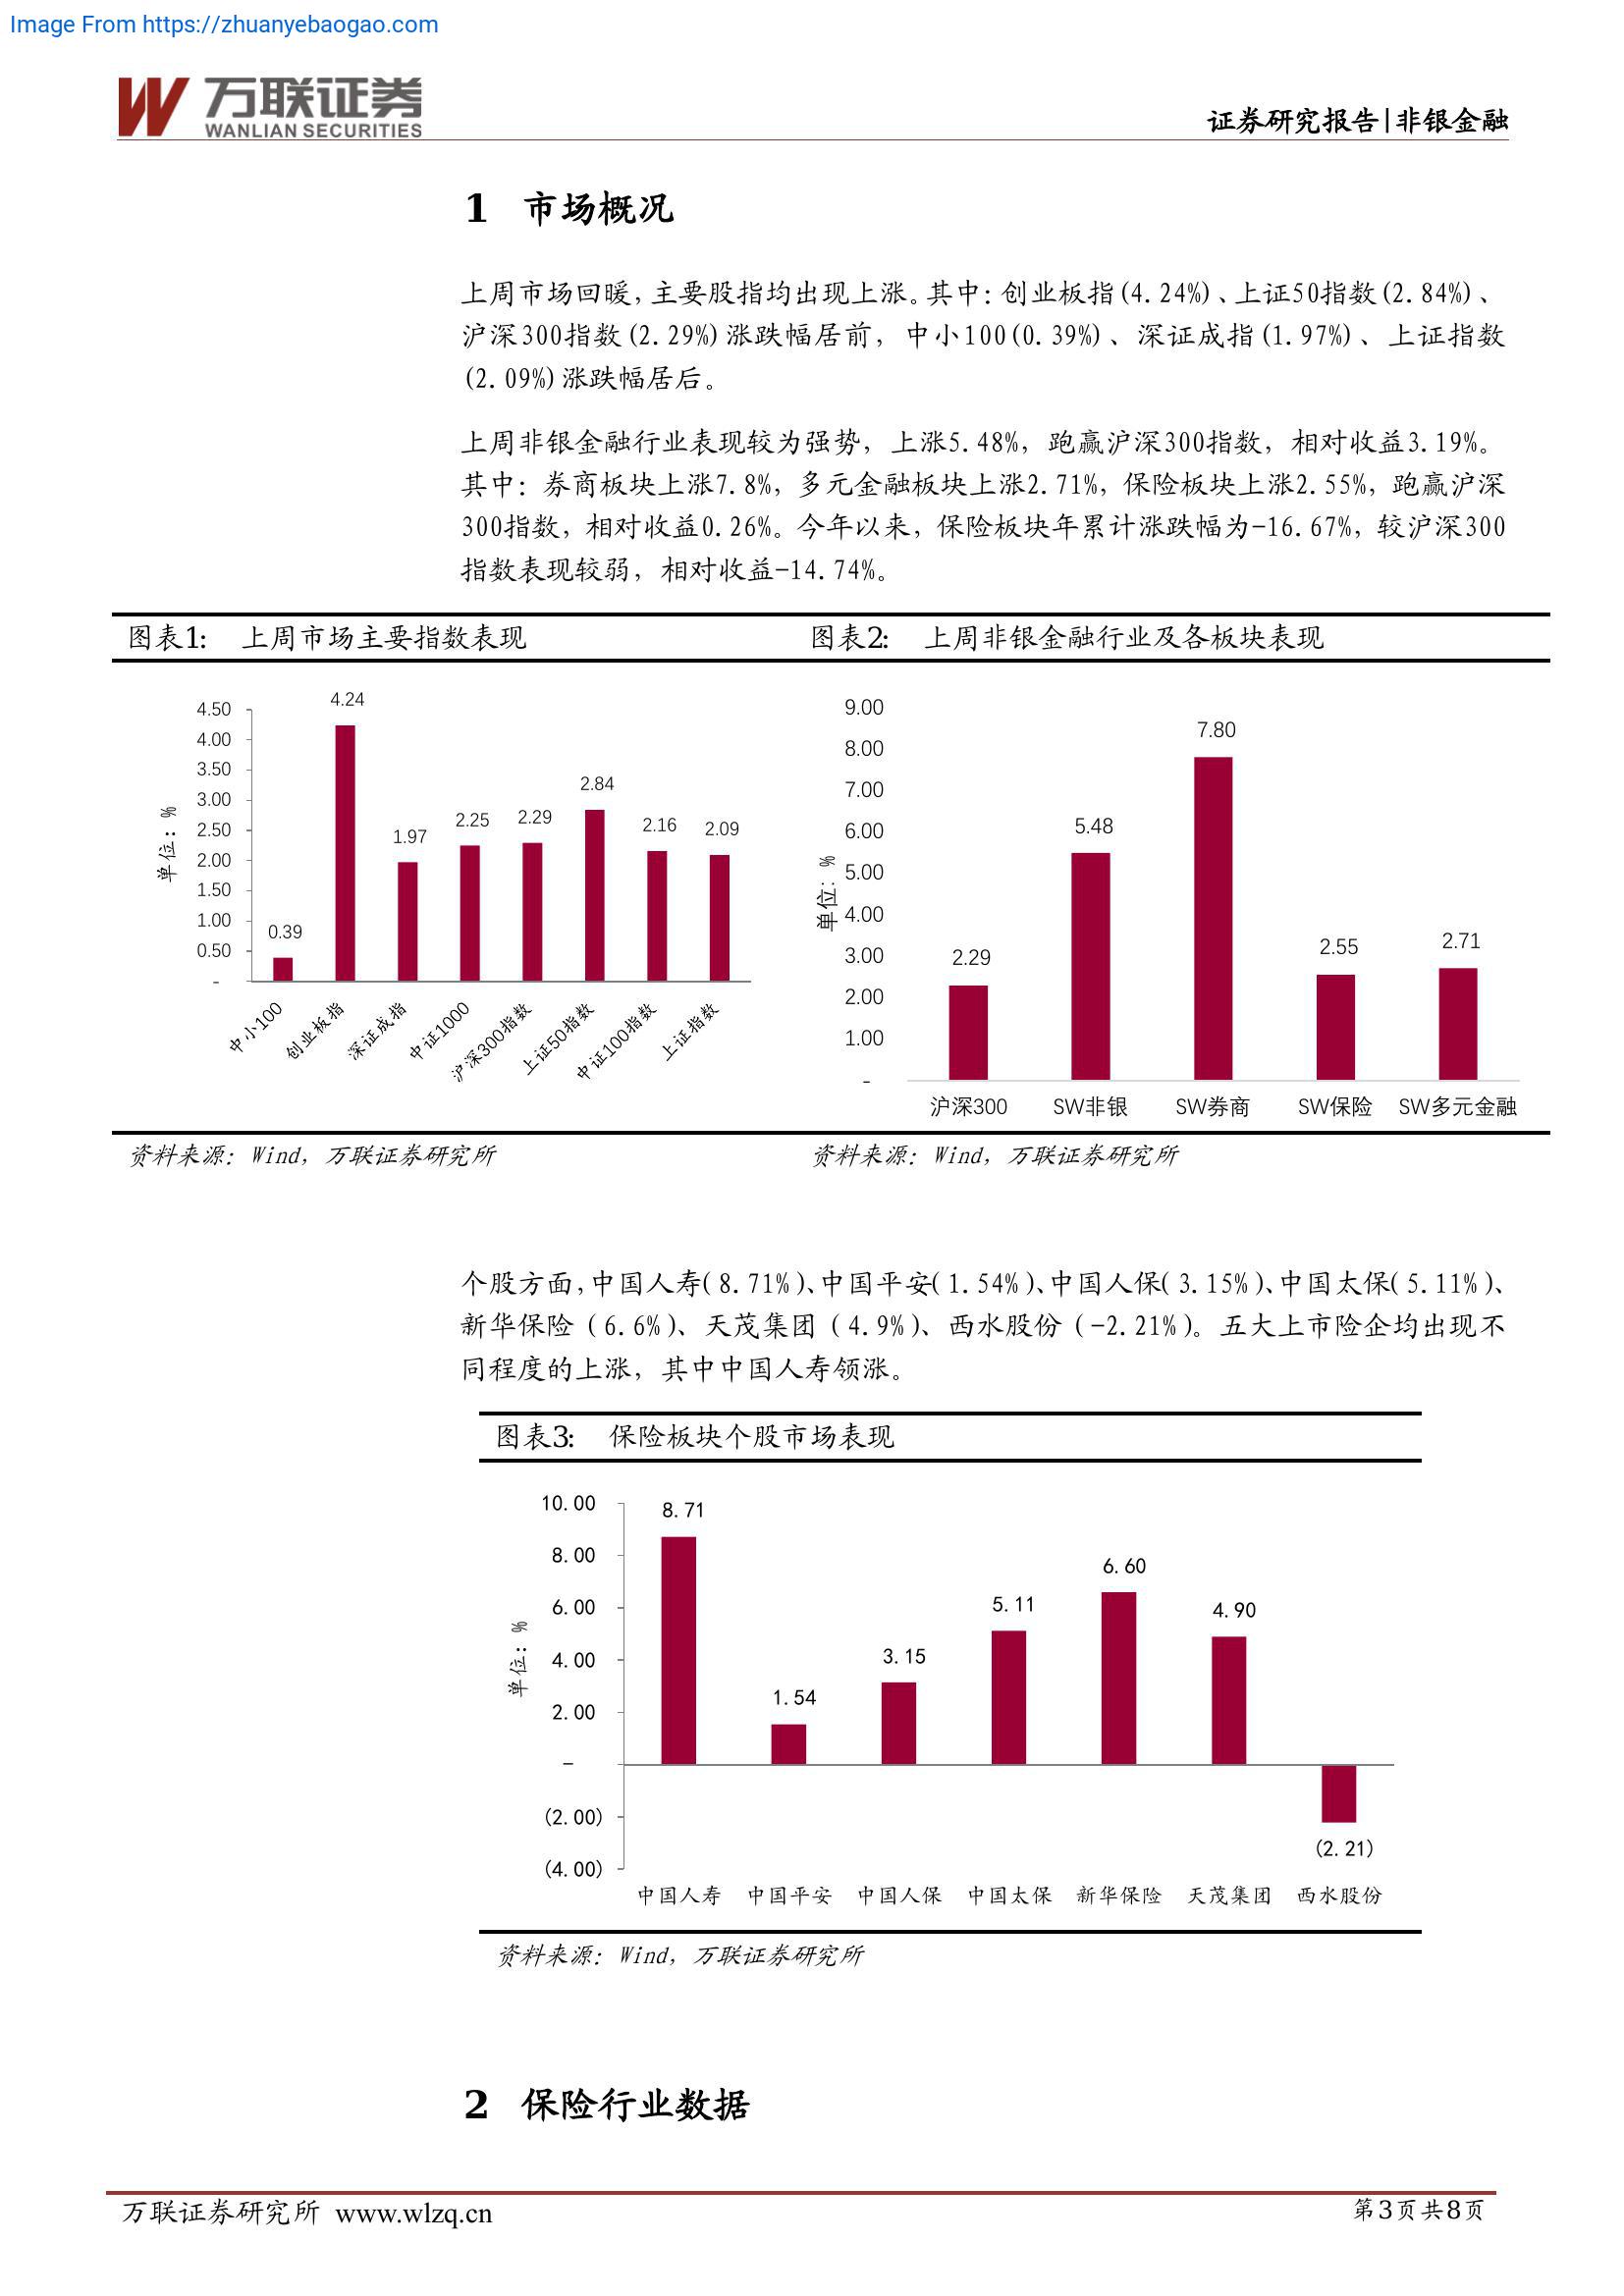 Image From https://zhuanyebaogao.com
万联证券
WANLIAN SECURITIES
证券研究报告|非银金融
1 市场概况
上周市场回暖,主要股指均出现上涨。其中:创业板指(4.24%)、上证50指数(2.84%)、
沪深300指数(2.29%)涨跌幅居前，中小100(0.39%)、深证成指(1.97%)、上证指数
(2.09%)涨跌幅居后。
上周非银金融行业表现较为强势，上涨5.48%，跑赢沪深300指数，相对收益3.19%。
其中：券商板块上涨7.8%，多元金融板块上涨2.71%，保险板块上涨2.55%，跑赢沪深
300指数，相对收益0.26%。今年以来，保险板块年累计涨跌幅为-16.67%，较沪深300
指数表现较弱，相对收益-14.74%。
图表1: 上周市场主要指数表现
单位：%
4.50
4.00
3.50
3.00
2.50
2.00
1.50
1.00
0.50
-
0.39
4.24
1.97
2.25
2.29
2.84
2.16
2.09
中小100
创业板指
深证成指
中证1000
沪深300指数
上证50指数
中证100指数
上证指数
资料来源：Wind，万联证券研究所
图表2: 上周非银金融行业及各板块表现
单位：%
9.00
8.00
7.00
6.00
5.00
4.00
3.00
2.00
1.00
-
2.29
5.48
7.80
2.55
2.71
沪深300
SW非银
SW券商
SW保险
SW多元金融
资料来源：Wind，万联证券研究所
个股方面,中国人寿(8.71%)、中国平安(1.54%)、中国人保(3.15%)、中国太保(5.11%)、
新华保险（6.6%)、天茂集团（4.9%)、西水股份（-2.21%)。五大上市险企均出现不
同程度的上涨，其中中国人寿领涨。
图表3: 保险板块个股市场表现
单位：%
10.00
8.00
6.00
4.00
2.00
-
(2.00)
(4.00)
8.71
1.54
3.15
5.11
6.60
4.90
(2.21)
中国人寿
中国平安
中国人保
中国太保
新华保险
天茂集团
西水股份
资料来源：Wind，万联证券研究所
2 保险行业数据
万联证券研究所 www.wlzq.cn
第3页共8页